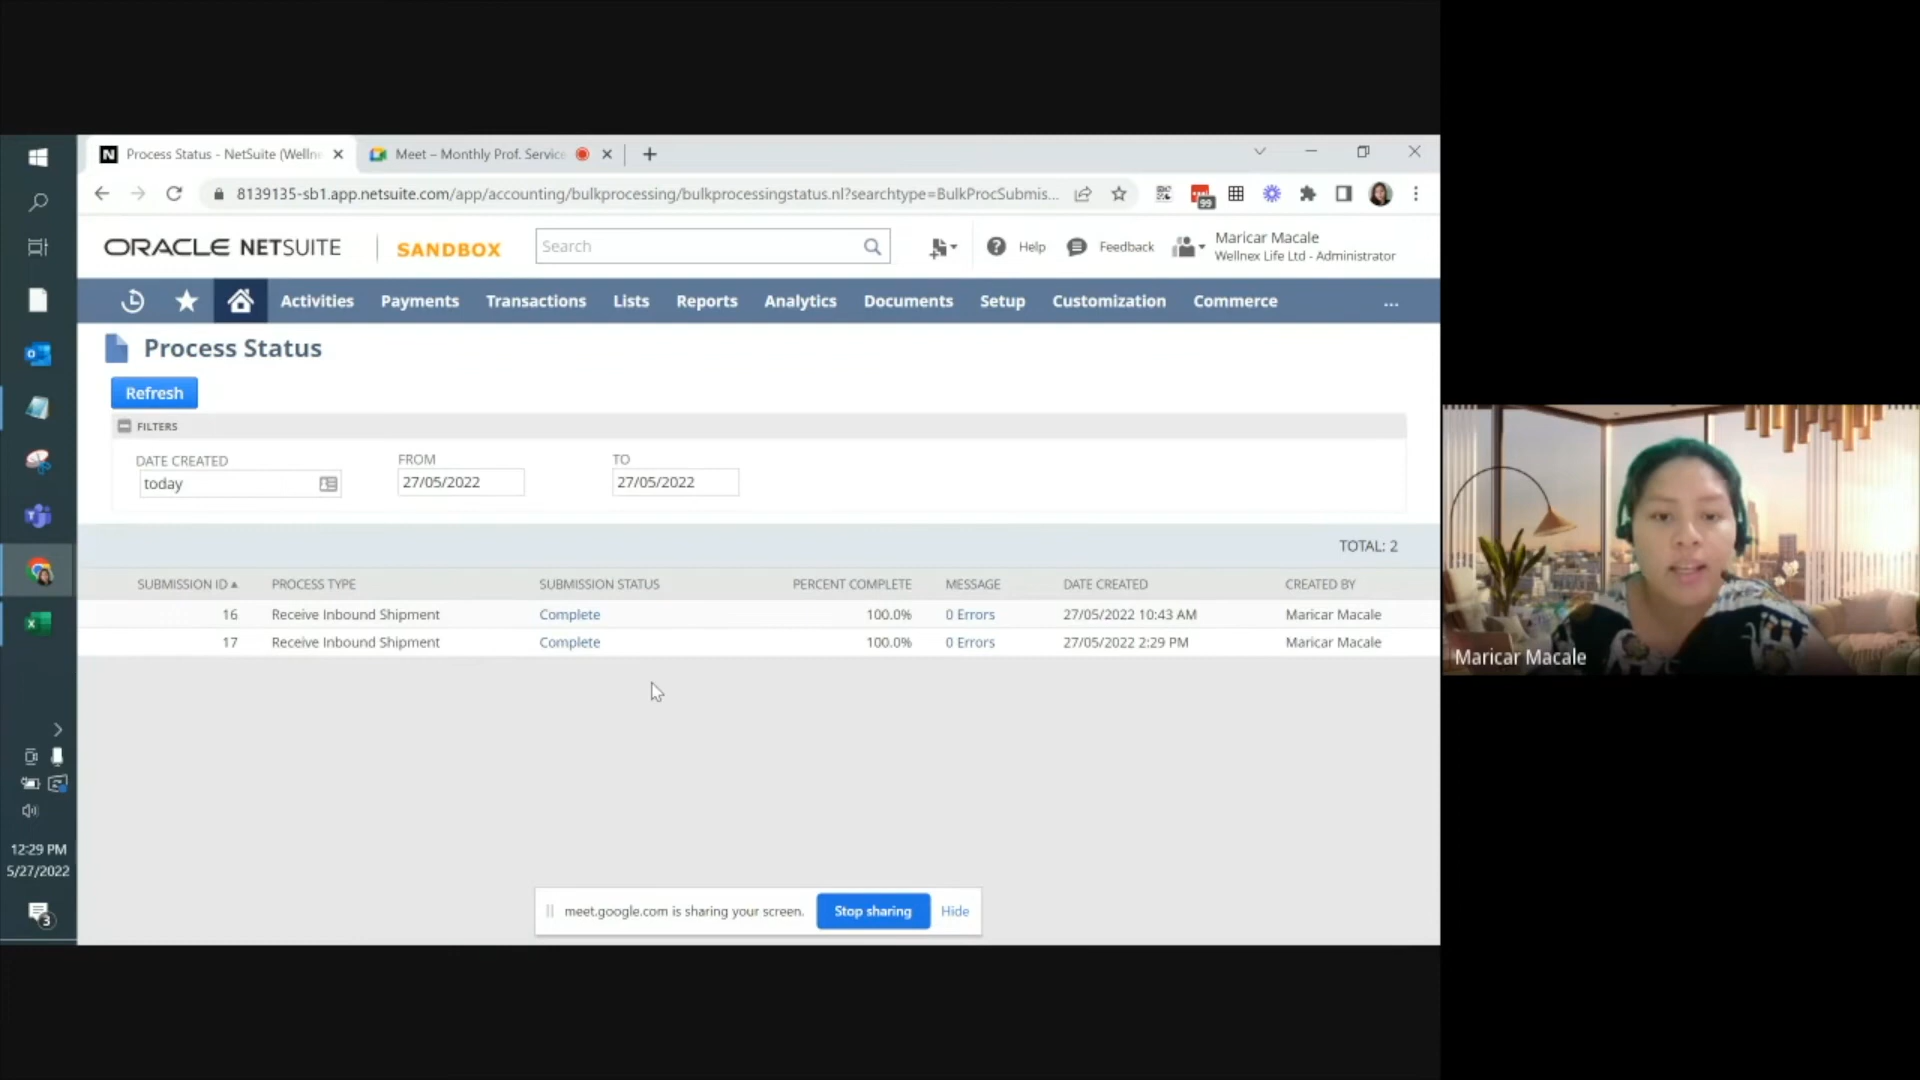 Process Status - NetSuite (Welln
Meet – Monthly Prof. Service
8139135-sb1.app.netsuite.com/app/accounting/bulkprocessing/bulkprocessingstatus.nl?searchtype=BulkProcSubmis...
99
ORACLE NETSUITE
SANDBOX
Search
Help
Feedback
Maricar Macale
Wellnex Life Ltd - Administrator
Activities
Payments
Transactions
Lists
Reports
Analytics
Documents
Setup
Customization
Commerce
...
Process Status
Refresh
FILTERS
DATE CREATED
FROM
TO
today
27/05/2022
27/05/2022
TOTAL: 2
SUBMISSION ID PROCESS TYPE SUBMISSION STATUS PERCENT COMPLETE MESSAGE DATE CREATED CREATED BY
16 Receive Inbound Shipment Complete 100.0% 0 Errors 27/05/2022 10:43 AM Maricar Macale
17 Receive Inbound Shipment Complete 100.0% 0 Errors 27/05/2022 2:29 PM Maricar Macale
Maricar Macale
12:29 PM
5/27/2022
3
meet.google.com is sharing your screen.
Stop sharing
Hide